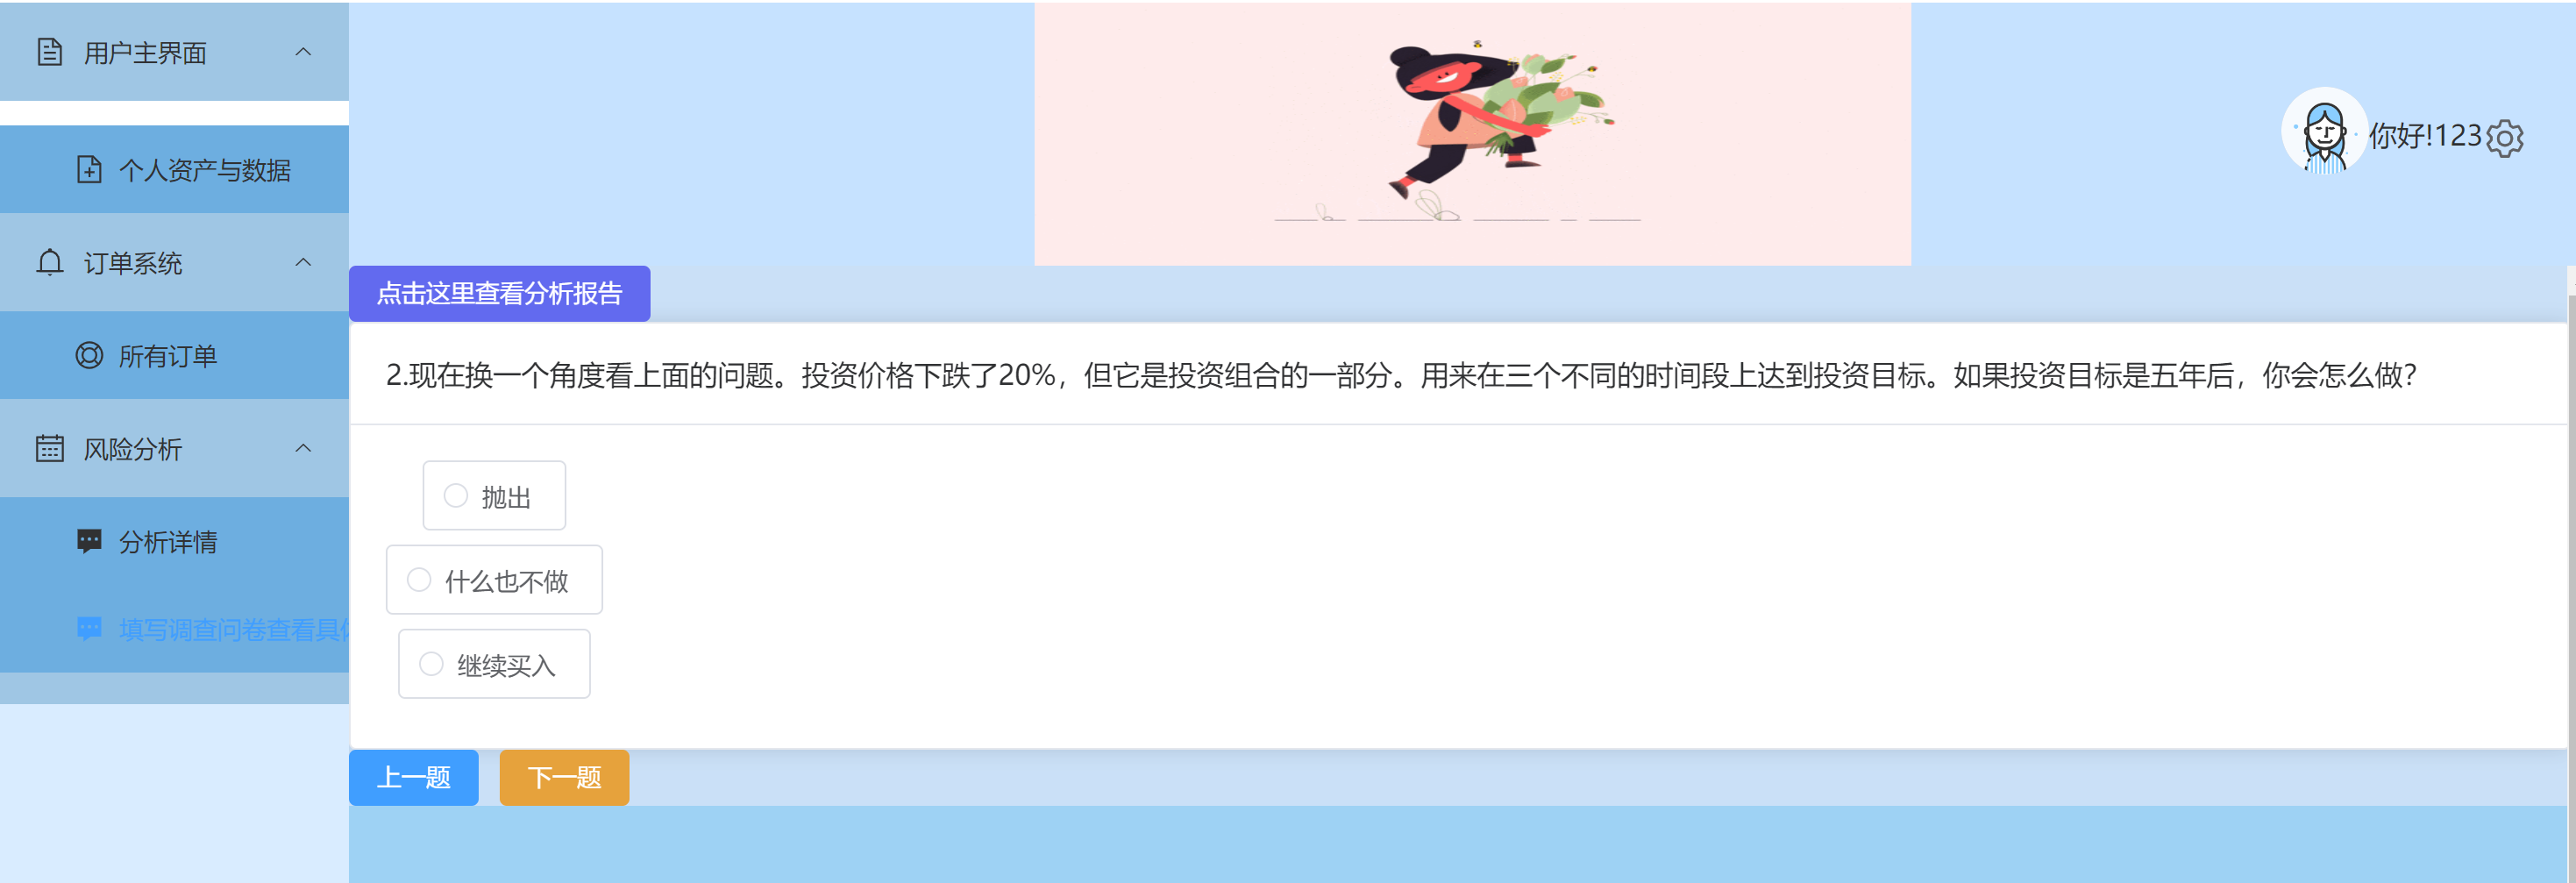 用户主界面
个人资产与数据
订单系统
所有订单
风险分析
分析详情
填写调查问卷查看具
你好!123
点击这里查看分析报告
2.现在换一个角度看上面的问题。投资价格下跌了20%，但它是投资组合的一部分。用来在三个不同的时间段上达到投资目标。如果投资目标是五年后，你会怎么做？
抛出
什么也不做
继续买入
上一题
下一题